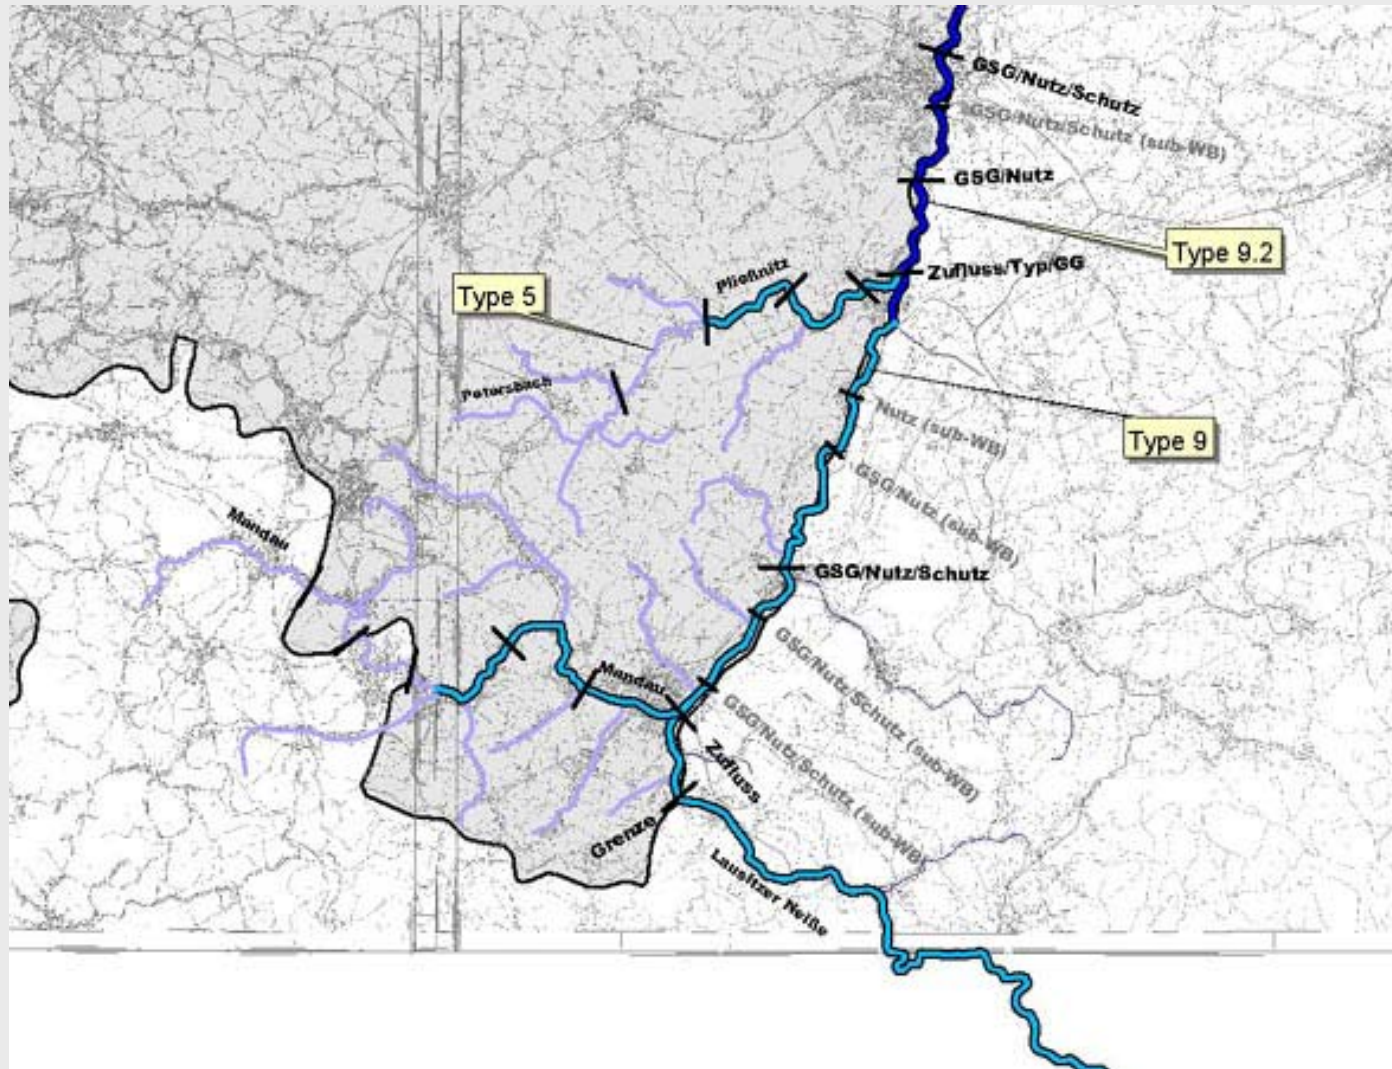 GSG/Nutz/Schutz
GSG/Nutz/Schutz (sub-WB)
GSG/Nutz
Type 9.2
Zufluss/Typ/GG
Pließnitz
Type 5
Petersbach
Nutz (sub-WB)
Type 9
GSG/Nutz (sub-WB)
Mandau
GSG/Nutz/Schutz
GSG/Nutz/Schutz (sub-WB)
Mandau
GSG/Nutz/Schutz (sub-WB)
Zufluss
Grenze
Lausitzer Neiße